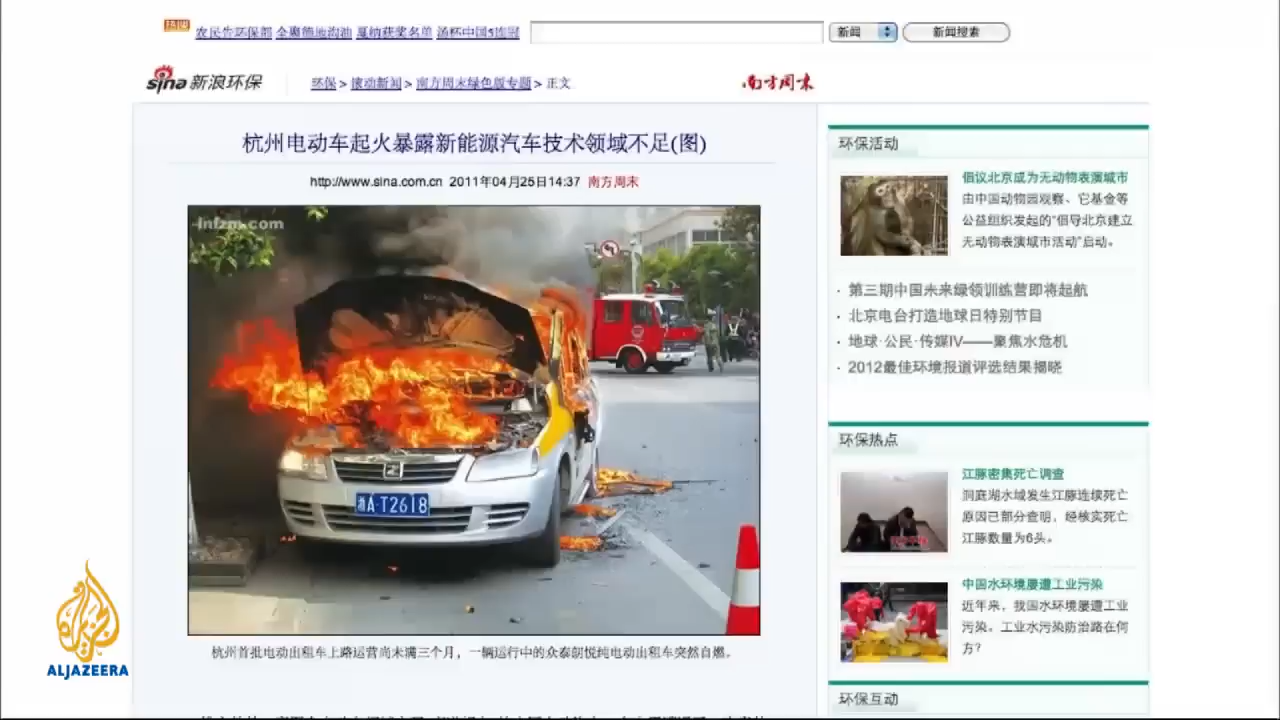 热搜 农民告环保部 全聚德地沟油 戛纳获奖名单 汤杯中国5连冠 新闻 新闻搜索
sina 新浪环保 环保 > 滚动新闻 > 南方周末绿色版专题 > 正文 南方周末
杭州电动车起火暴露新能源汽车技术领域不足(图)
http://www.sina.com.cn 2011年04月25日14:37 南方周末
infzm.com
浙A·T2618
杭州首批电动出租车上路运营尚未满三个月，一辆运行中的众泰朗悦纯电动出租车突然自燃。
环保活动
倡议北京成为无动物表演城市
由中国动物园观察、它基金等
公益组织发起的“倡导北京建立
无动物表演城市活动”启动。
· 第三期中国未来绿领训练营即将起航
· 北京电台打造地球日特别节目
· 地球·公民·传媒IV——聚焦水危机
· 2012最佳环境报道评选结果揭晓
环保热点
江豚密集死亡调查
洞庭湖水域发生江豚连续死亡
原因已部分查明，经核实死亡
江豚数量为6头。
中国水环境屡遭工业污染
近年来，我国水环境屡遭工业
污染。工业水污染防治路在何
方？
环保互动
ALJAZEERA